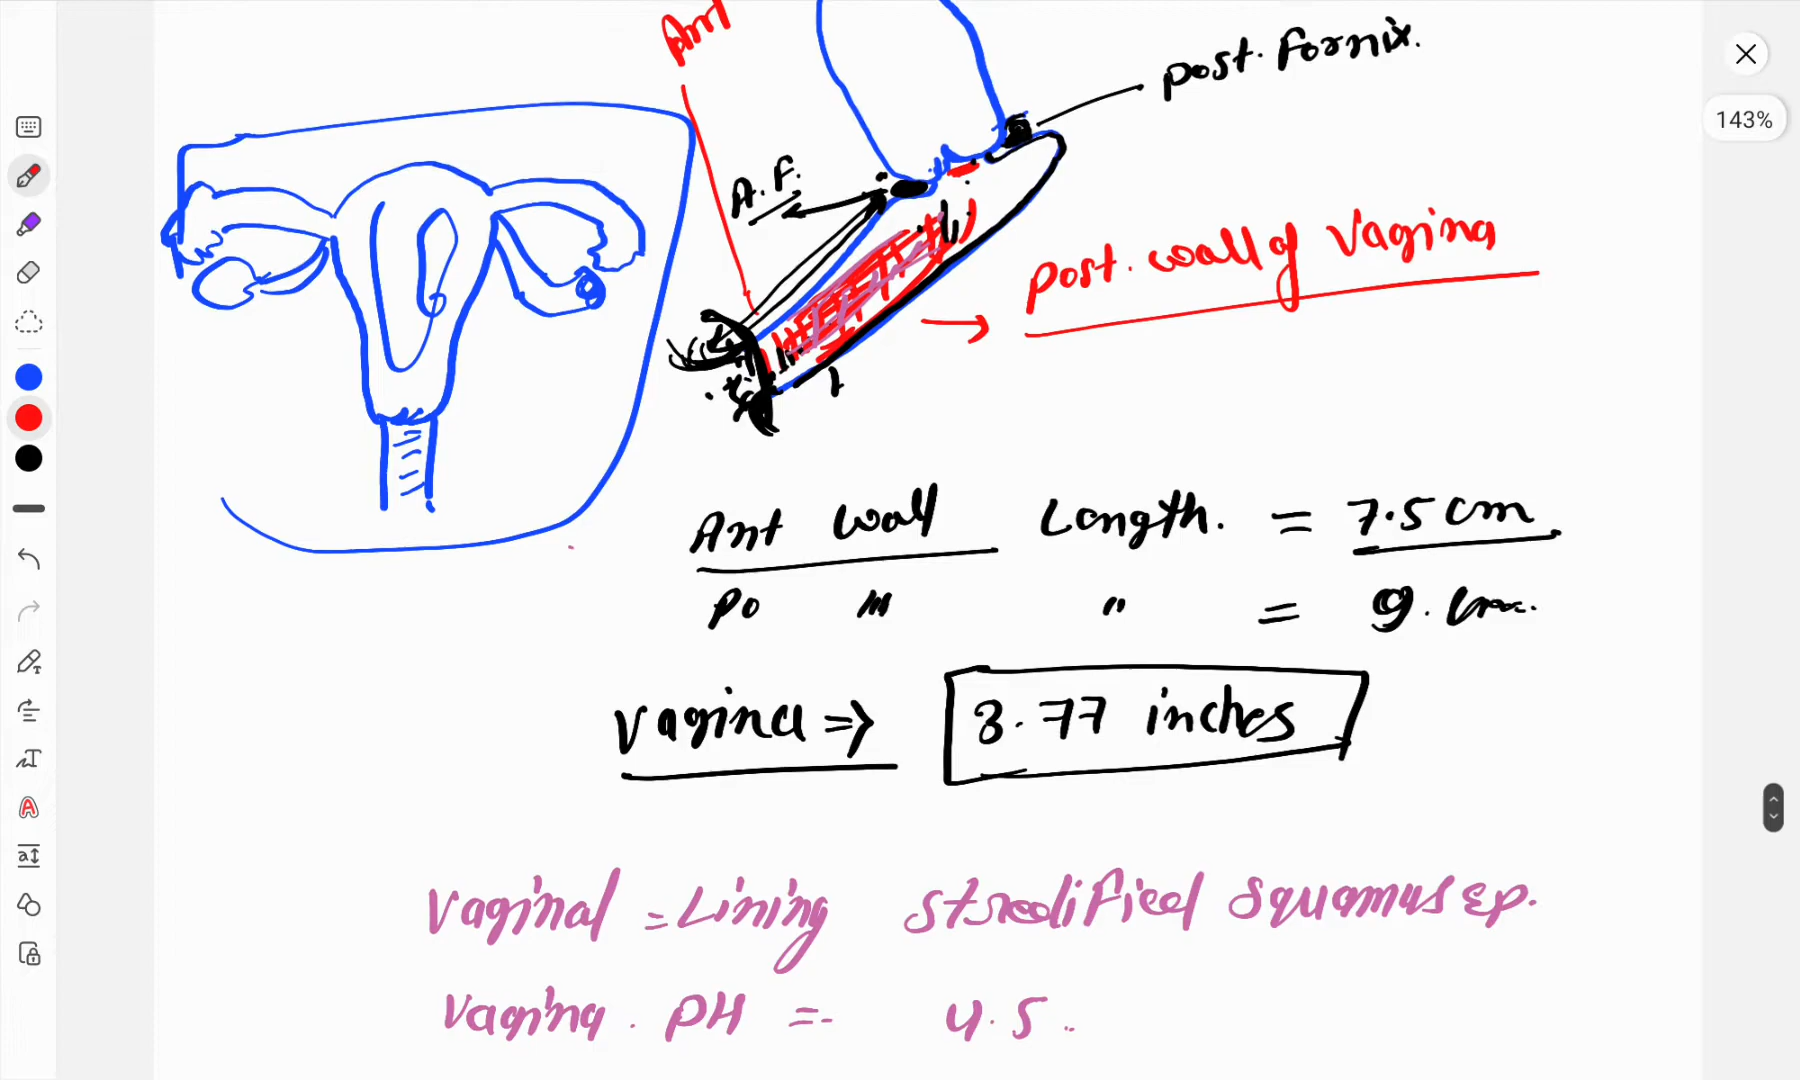 Ant
post. Fornix.
A.F.
post. wall of vagina
143%
Ant wall Length. = 7.5 cm
Po " " = 9. cm.
vagina ⇒ 3.77 inches
Vaginal = Lining stratified squamus Ep.
Vagina. PH = 4.5